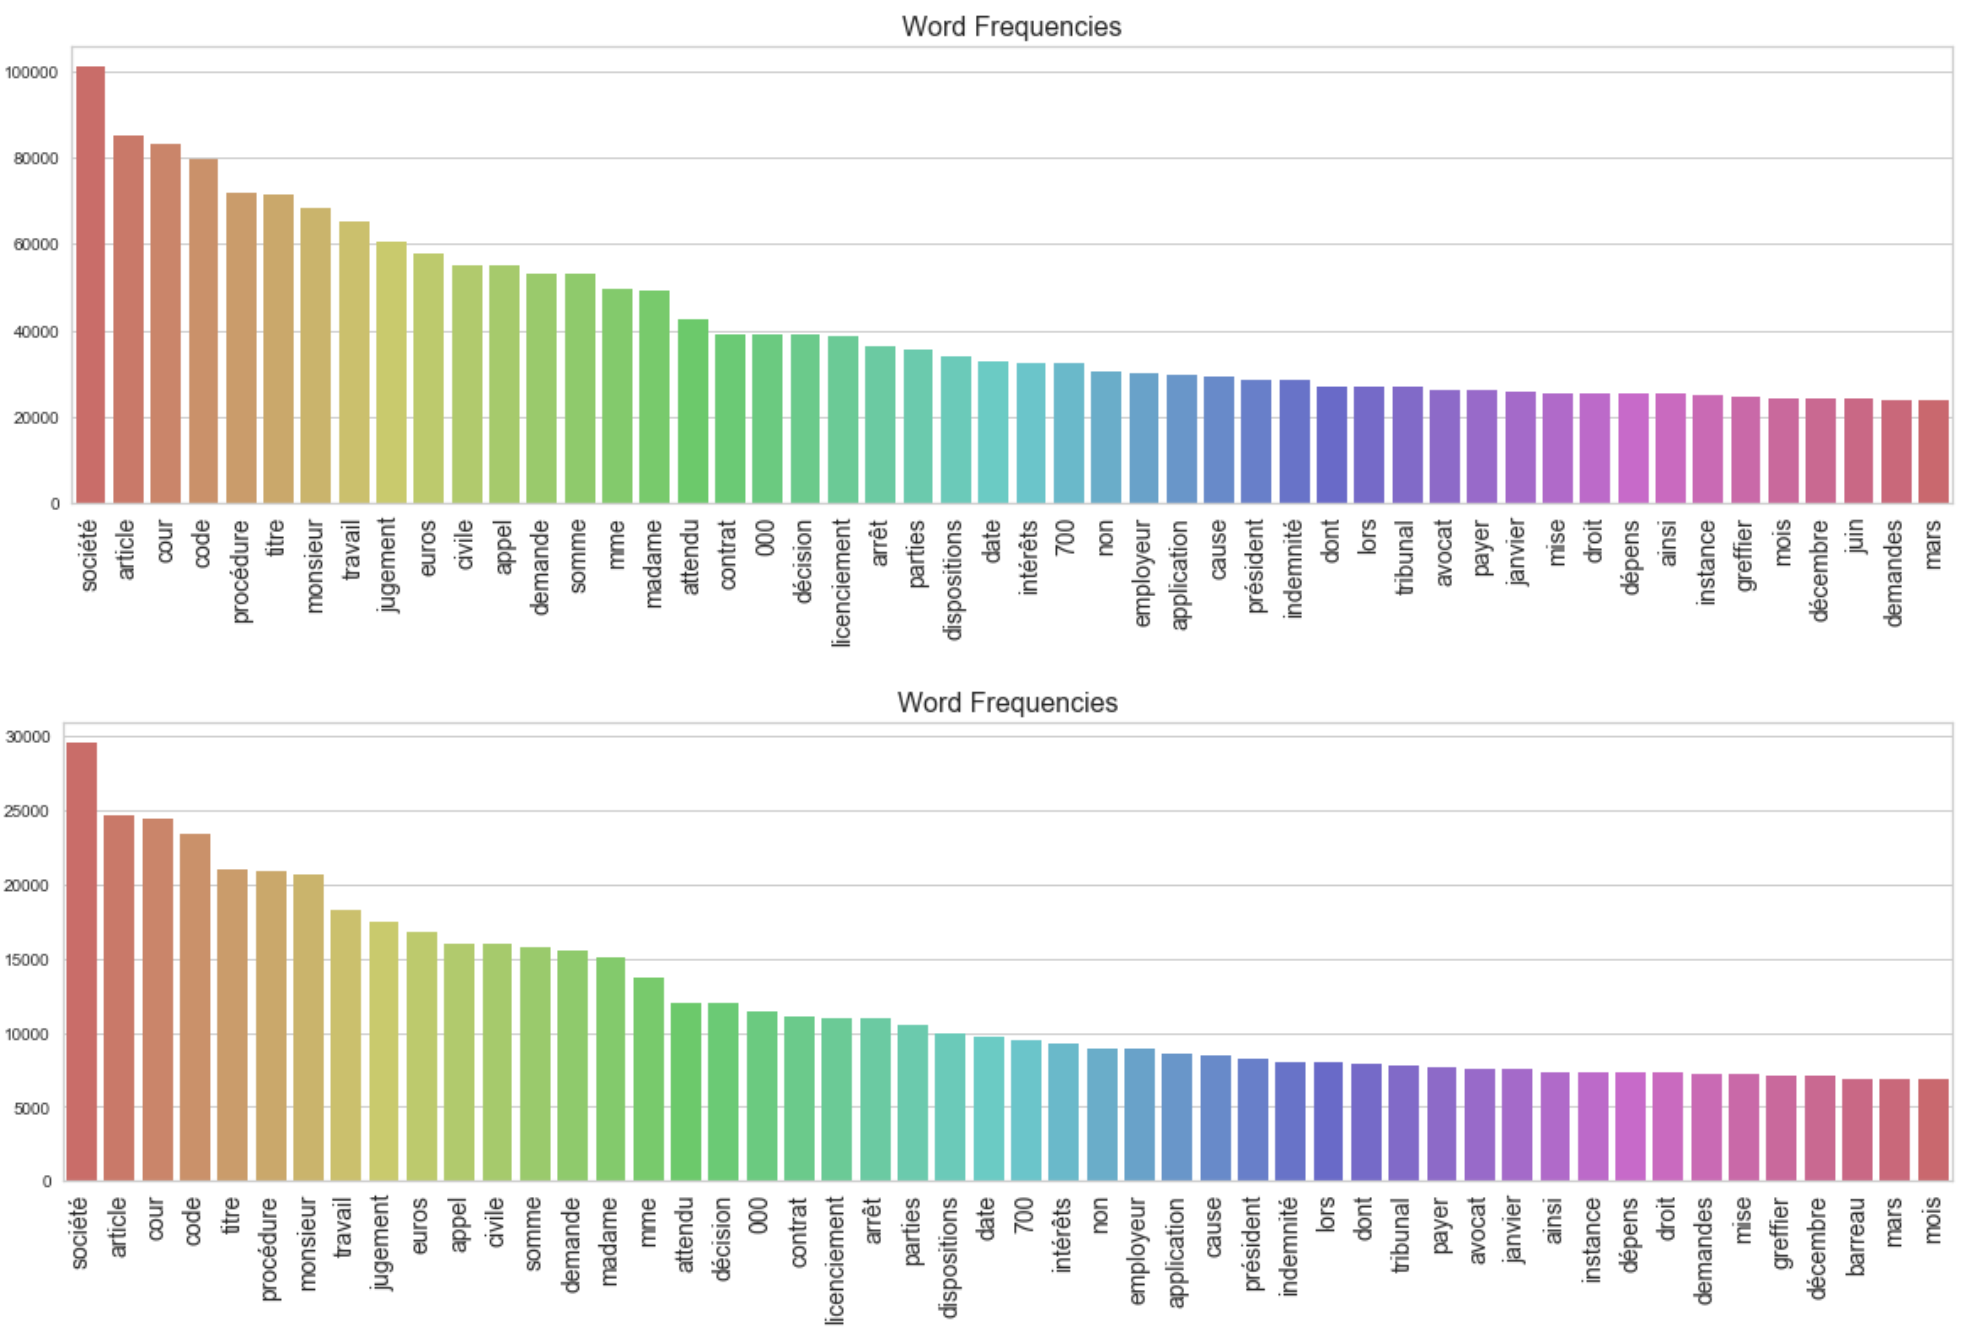 Word Frequencies
100000
80000
60000
40000
20000
0
société
article
cour
code
procédure
titre
monsieur
travail
jugement
euros
civile
appel
demande
somme
mme
madame
attendu
contrat
000
décision
licenciement
arrêt
parties
dispositions
date
intérêts
700
non
employeur
application
cause
président
indemnité
dont
lors
tribunal
avocat
payer
janvier
mise
droit
dépens
ainsi
instance
greffier
mois
décembre
juin
demandes
mars
Word Frequencies
30000
25000
20000
15000
10000
5000
0
société
article
cour
code
titre
procédure
monsieur
travail
jugement
euros
appel
civile
somme
demande
madame
mme
attendu
décision
000
contrat
licenciement
arrêt
parties
dispositions
date
700
intérêts
non
employeur
application
cause
président
indemnité
lors
dont
tribunal
payer
avocat
janvier
ainsi
instance
dépens
droit
demandes
mise
greffier
décembre
barreau
mars
mois